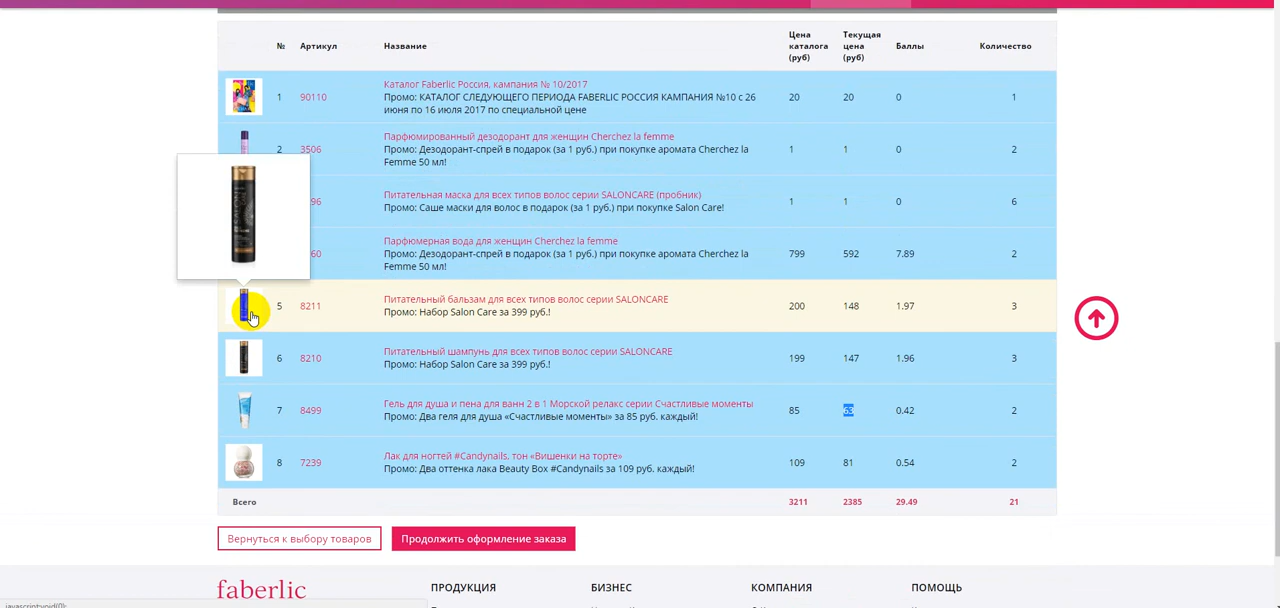 № Артикул Название Цена каталога (руб) Текущая цена (руб) Баллы Количество
Каталог Faberlic Россия, кампания № 10/2017
1 90110 Промо: КАТАЛОГ СЛЕДУЮЩЕГО ПЕРИОДА FABERLIC РОССИЯ КАМПАНИЯ №10 с 26 20 20 0 1
июня по 16 июля 2017 по специальной цене
Парфюмированный дезодорант для женщин Cherchez la femme
2 3506 Промо: Дезодорант-спрей в подарок (за 1 руб.) при покупке аромата Cherchez la 1 1 0 2
Femme 50 мл!
Питательная маска для всех типов волос серии SALONCARE (пробник)
96 Промо: Саше маски для волос в подарок (за 1 руб.) при покупке Salon Care! 1 1 0 6
Парфюмерная вода для женщин Cherchez la femme
60 Промо: Дезодорант-спрей в подарок (за 1 руб.) при покупке аромата Cherchez la 799 592 7.89 2
Femme 50 мл!
5 8211 Питательный бальзам для всех типов волос серии SALONCARE 200 148 1.97 3
Промо: Набор Salon Care за 399 руб.!
6 8210 Питательный шампунь для всех типов волос серии SALONCARE 199 147 1.96 3
Промо: Набор Salon Care за 399 руб.!
7 8499 Гель для душа и пена для ванн 2 в 1 Морской релакс серии Счастливые моменты 85 63 0.42 2
Промо: Два геля для душа «Счастливые моменты» за 85 руб. каждый!
8 7239 Лак для ногтей #Candynails, тон «Вишенки на торте» 109 81 0.54 2
Промо: Два оттенка лака Beauty Box #Candynails за 109 руб. каждый!
Всего 3211 2385 29.49 21
Вернуться к выбору товаров Продолжить оформление заказа
faberlic ПРОДУКЦИЯ БИЗНЕС КОМПАНИЯ ПОМОЩЬ
javascript:void(0);